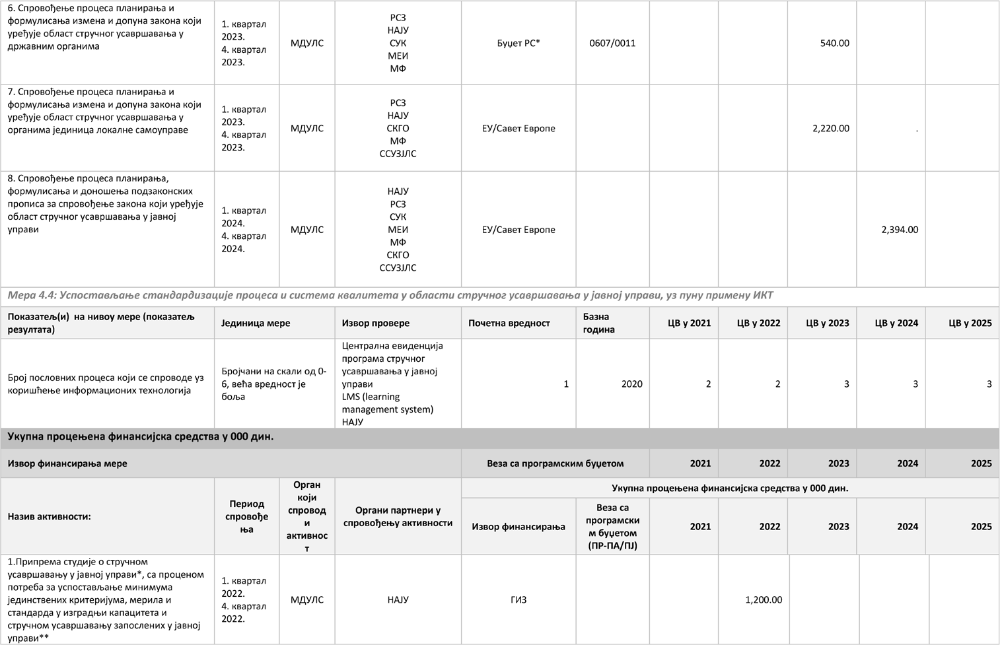 6. Спровођење процеса планирања и
формулисања измена и допуна закона који
уређује област стручног усавршавања у
државним органима
1. квартал
2023.
4. квартал
2023.
МДУЛС
РСЗ
НАЈУ
СУК
МЕИ
МФ
Буџет РС*
0607/0011
540.00
7. Спровођење процеса планирања и
формулисања измена и допуна закона који
уређује област стручног усавршавања у
органима јединица локалне самоуправе
1. квартал
2023.
4. квартал
2023.
МДУЛС
РСЗ
НАЈУ
СКГО
МФ
ССУЗЈЛС
ЕУ/Савет Европе
2,220.00
.
8. Спровођење процеса планирања,
формулисања и доношења подзаконских
прописа за спровођење закона који уређује
област стручног усавршавања у јавној
управи
1. квартал
2024.
4. квартал
2024.
МДУЛС
НАЈУ
РСЗ
СУК
МЕИ
МФ
СКГО
ССУЗЈЛС
ЕУ/Савет Европе
2,394.00
Мера 4.4: Успостављање стандардизације процеса и система квалитета у области стручног усавршавања у јавној управи, уз пуну примену ИКТ
Показатељ(и) на нивоу мере (показатељ
резултата)
Јединица мере
Извор провере
Почетна вредност
Базна
година
ЦВ у 2021
ЦВ у 2022
ЦВ у 2023
ЦВ у 2024
ЦВ у 2025
Број пословних процеса који се спроводе уз
коришћење информационих технологија
Бројчани на скали од 0-
6, већа вредност је
боља
Централна евиденција
програма стручног
усавршавања у јавној
управи
LMS (learning
management system)
НАЈУ
1
2020
2
2
3
3
3
Укупна процењена финансијска средства у 000 дин.
Извор финансирања мере
Веза са програмским буџетом
2021
2022
2023
2024
2025
Назив активности:
Период
спровође
ња
Орган
који
спровод
и
активнос
т
Органи партнери у
спровођењу активности
Укупна процењена финансијска средства у 000 дин.
Извор финансирања
Веза са
програмски
м буџетом
(ПР-ПА/ПЈ)
2021
2022
2023
2024
2025
1.Припрема студије о стручном
усавршавању у јавној управи*, са проценом
потреба за успостављање минимума
јединствених критеријума, мерила и
стандарда у изградњи капацитета и
стручном усавршавању запослених у јавној
управи**
1. квартал
2022.
4. квартал
2022.
МДУЛС
НАЈУ
ГИЗ
1,200.00